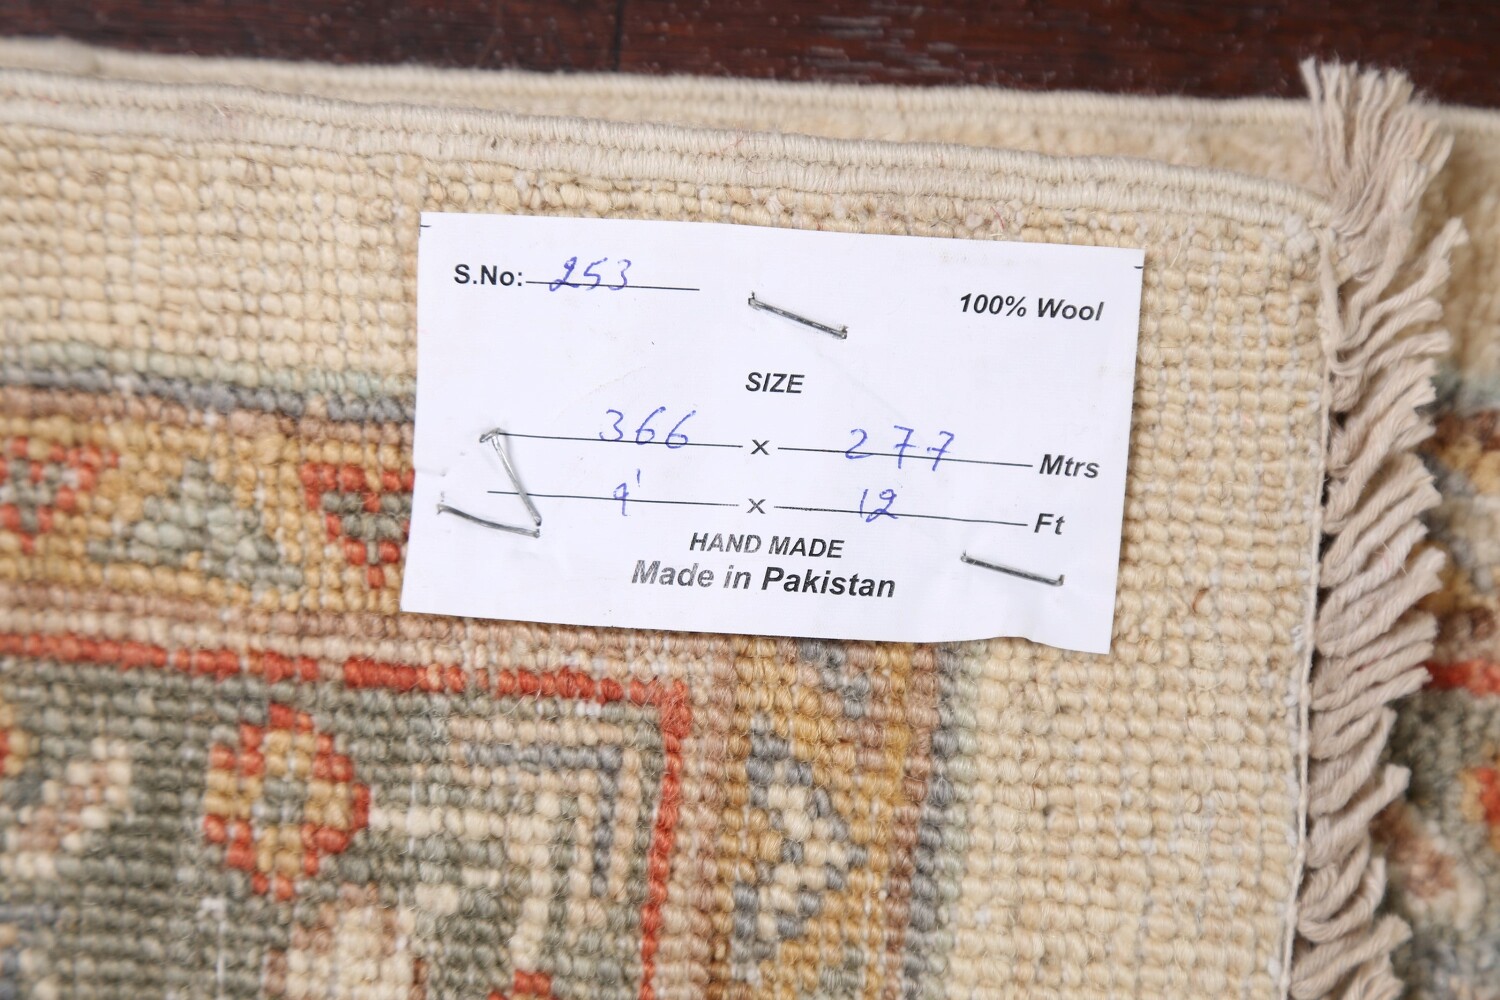 S.No: 253
100% Wool
SIZE
366 x 277 Mtrs
9' x 12 Ft
HAND MADE
Made in Pakistan